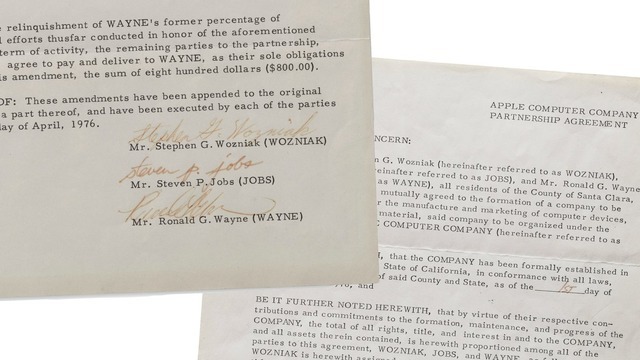 relinquishment of WAYNE's former percentage of
efforts thusfar conducted in honor of the aforementioned
term of activity, the remaining parties to the partnership,
agree to pay and deliver to WAYNE, as their sole obligations
is amendment, the sum of eight hundred dollars ($800.00).
OF: These amendments have been appended to the original
a part thereof, and have been executed by each of the parties
day of April, 1976.
Stephen G. Wozniak
Mr. Stephen G. Wozniak (WOZNIAK)
steven p. jobs
Mr. Steven P. Jobs (JOBS)
Mr. Ronald G. Wayne (WAYNE)
APPLE COMPUTER COMPANY
PARTNERSHIP AGREEMENT
CERN:
n G. Wozniak (hereinafter referred to as WOZNIAK),
einafter referred to as JOBS), and Mr. Ronald G. Wayne
as WAYNE), all residents of the County of Santa Clara,
mutually agreed to the formation of a company to be
r the manufacture and marketing of computer devices,
material, said company to be organized under the
E COMPUTER COMPANY (hereinafter referred to as
, that the COMPANY has been formally established in
State of California, in conformance with all laws,
of said County and State, as of the day of
and
BE IT FURTHER NOTED HEREWITH, that by virtue of their respective con-
tributions and commitments to the formation, maintenance, and progress of the
COMPANY, the total of all rights, title, and interest in and to the COMPANY,
and all assets therein contained, is herewith proportioned among all of the
parties to this agreement, WOZNIAK, JOBS, and WAYNE,
WOZNIAK is herewith